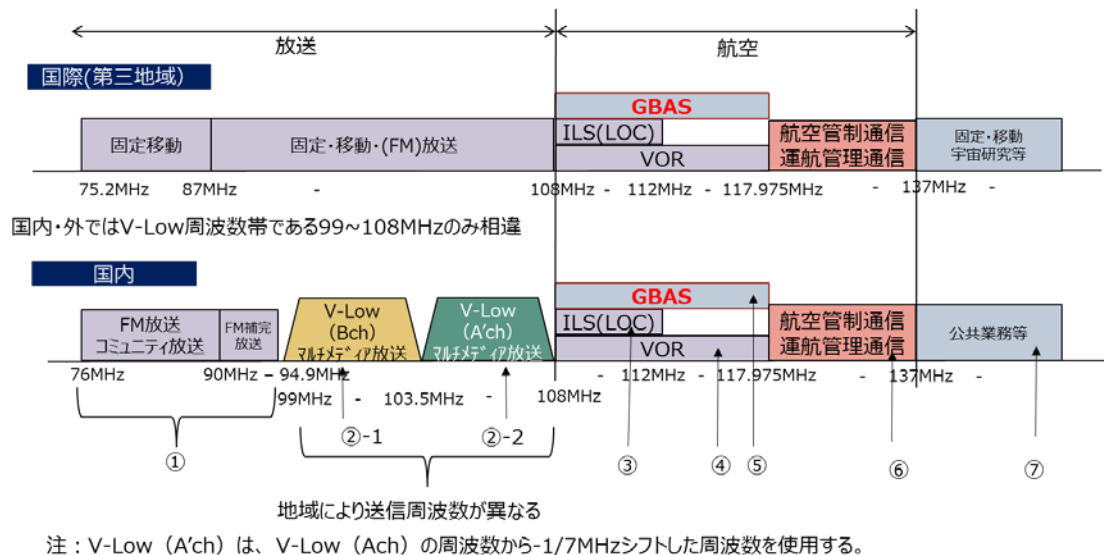 放送
航空
国際(第三地域)
GBAS
固定移動
固定・移動・(FM)放送
ILS(LOC)
VOR
航空管制通信
運航管理通信
固定・移動
宇宙研究等
75.2MHz 87MHz - 108MHz - 112MHz - 117.975MHz - 137MHz -
国内・外ではV-Low周波数帯である99~108MHzのみ相違
国内
GBAS
FM放送
コミュニティ放送
FM補完
放送
V-Low
(Bch)
マルチメディア放送
V-Low
(A'ch)
マルチメディア放送
ILS(LOC)
VOR
航空管制通信
運航管理通信
公共業務等
76MHz 90MHz - 94.9MHz - 112MHz - 117.975MHz - 137MHz -
99MHz - 103.5MHz - 108MHz
① ②-1 ②-2 ③ ④ ⑤ ⑥ ⑦
地域により送信周波数が異なる
注:V-Low(A'ch)は、V-Low(Ach)の周波数から-1/7MHzシフトした周波数を使用する。